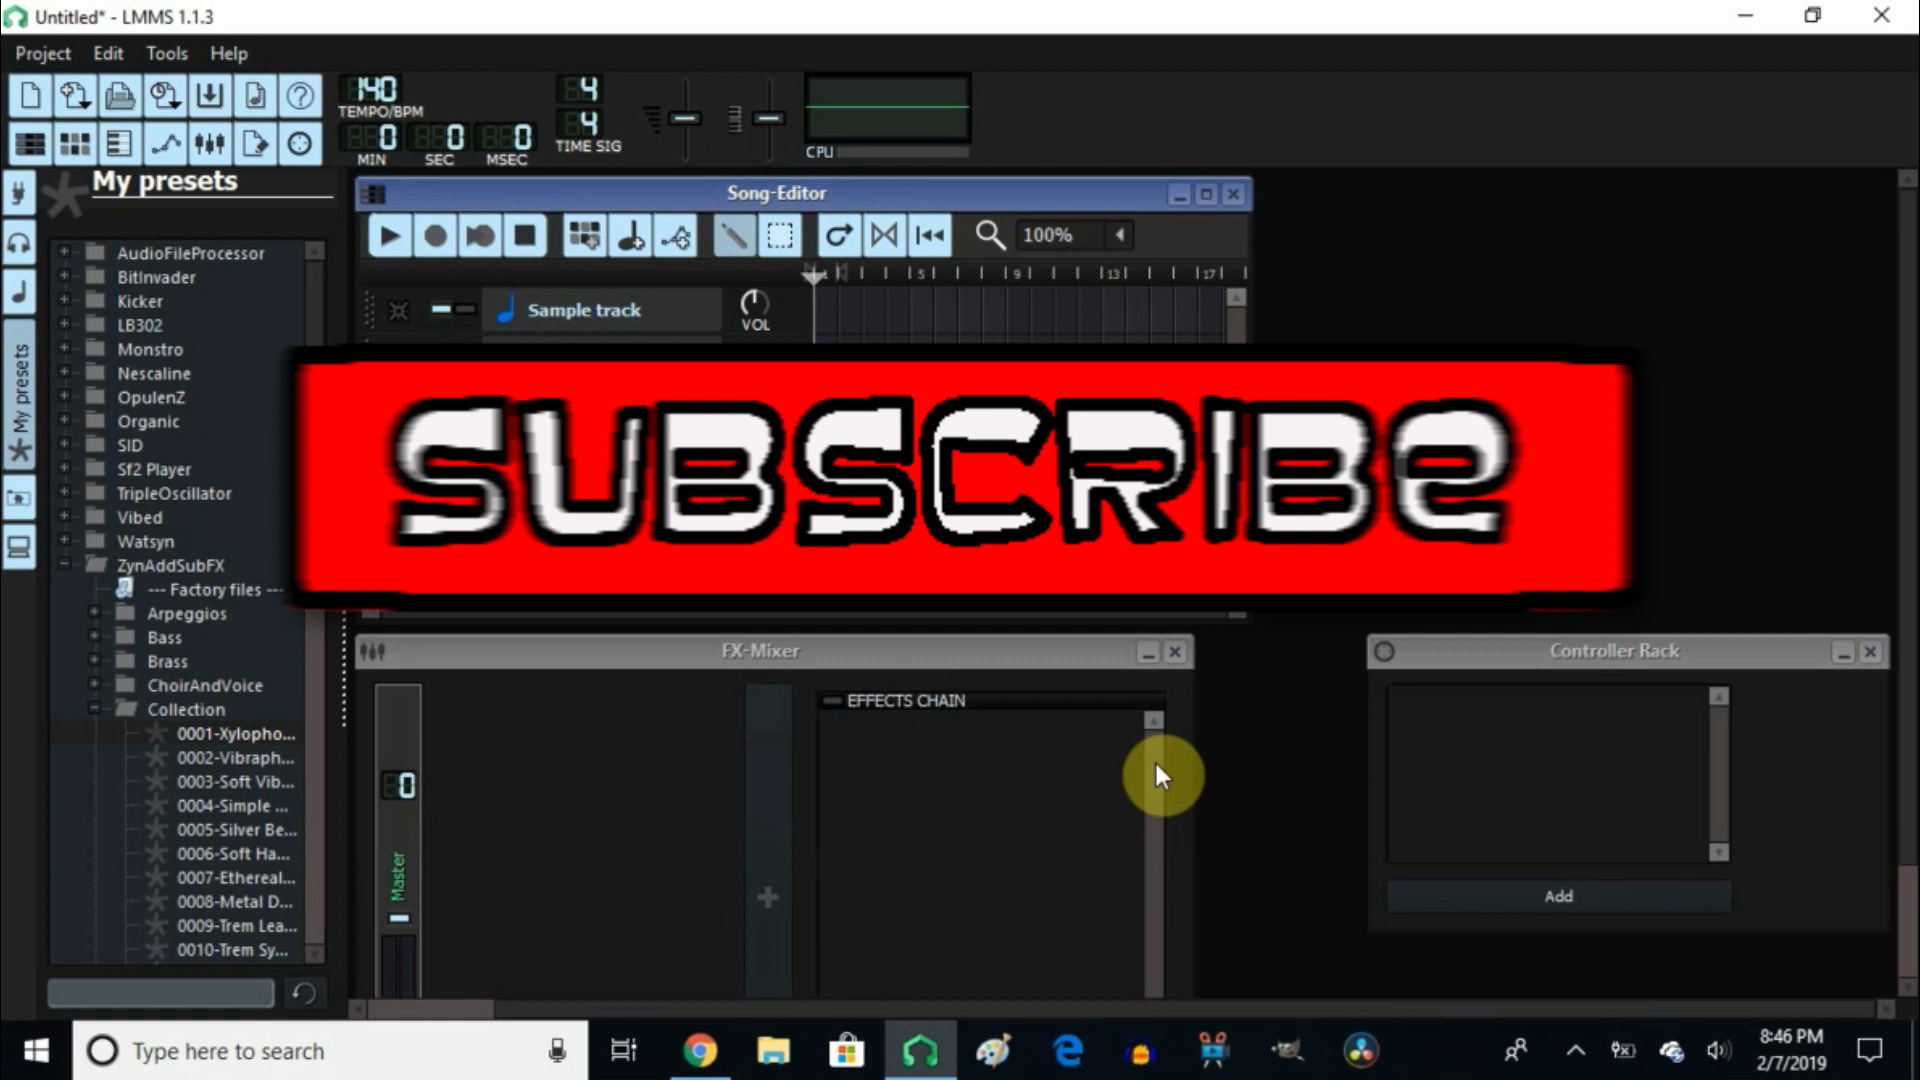 Untitled* - LMMS 1.1.3
Project Edit Tools Help
140
TEMPO/BPM
0 0 0
MIN SEC MSEC
4
4
TIME SIG
CPU
My presets
My presets
AudioFileProcessor
BitInvader
Kicker
LB302
Monstro
Nescaline
OpulenZ
Organic
SID
Sf2 Player
TripleOscillator
Vibed
Watsyn
ZynAddSubFX
--- Factory files ---
Arpeggios
Bass
Brass
ChoirAndVoice
Collection
0001-Xylopho...
0002-Vibraph...
0003-Soft Vib...
0004-Simple ...
0005-Silver Be...
0006-Soft Ha...
0007-Ethereal...
0008-Metal D...
0009-Trem Lea...
0010-Trem Sy...
Song-Editor
100%
1 5 9 13 17
Sample track
VOL
SUBSCRIBe
FX-Mixer
EFFECTS CHAIN
0
Master
Controller Rack
Add
Type here to search
8:46 PM
2/7/2019